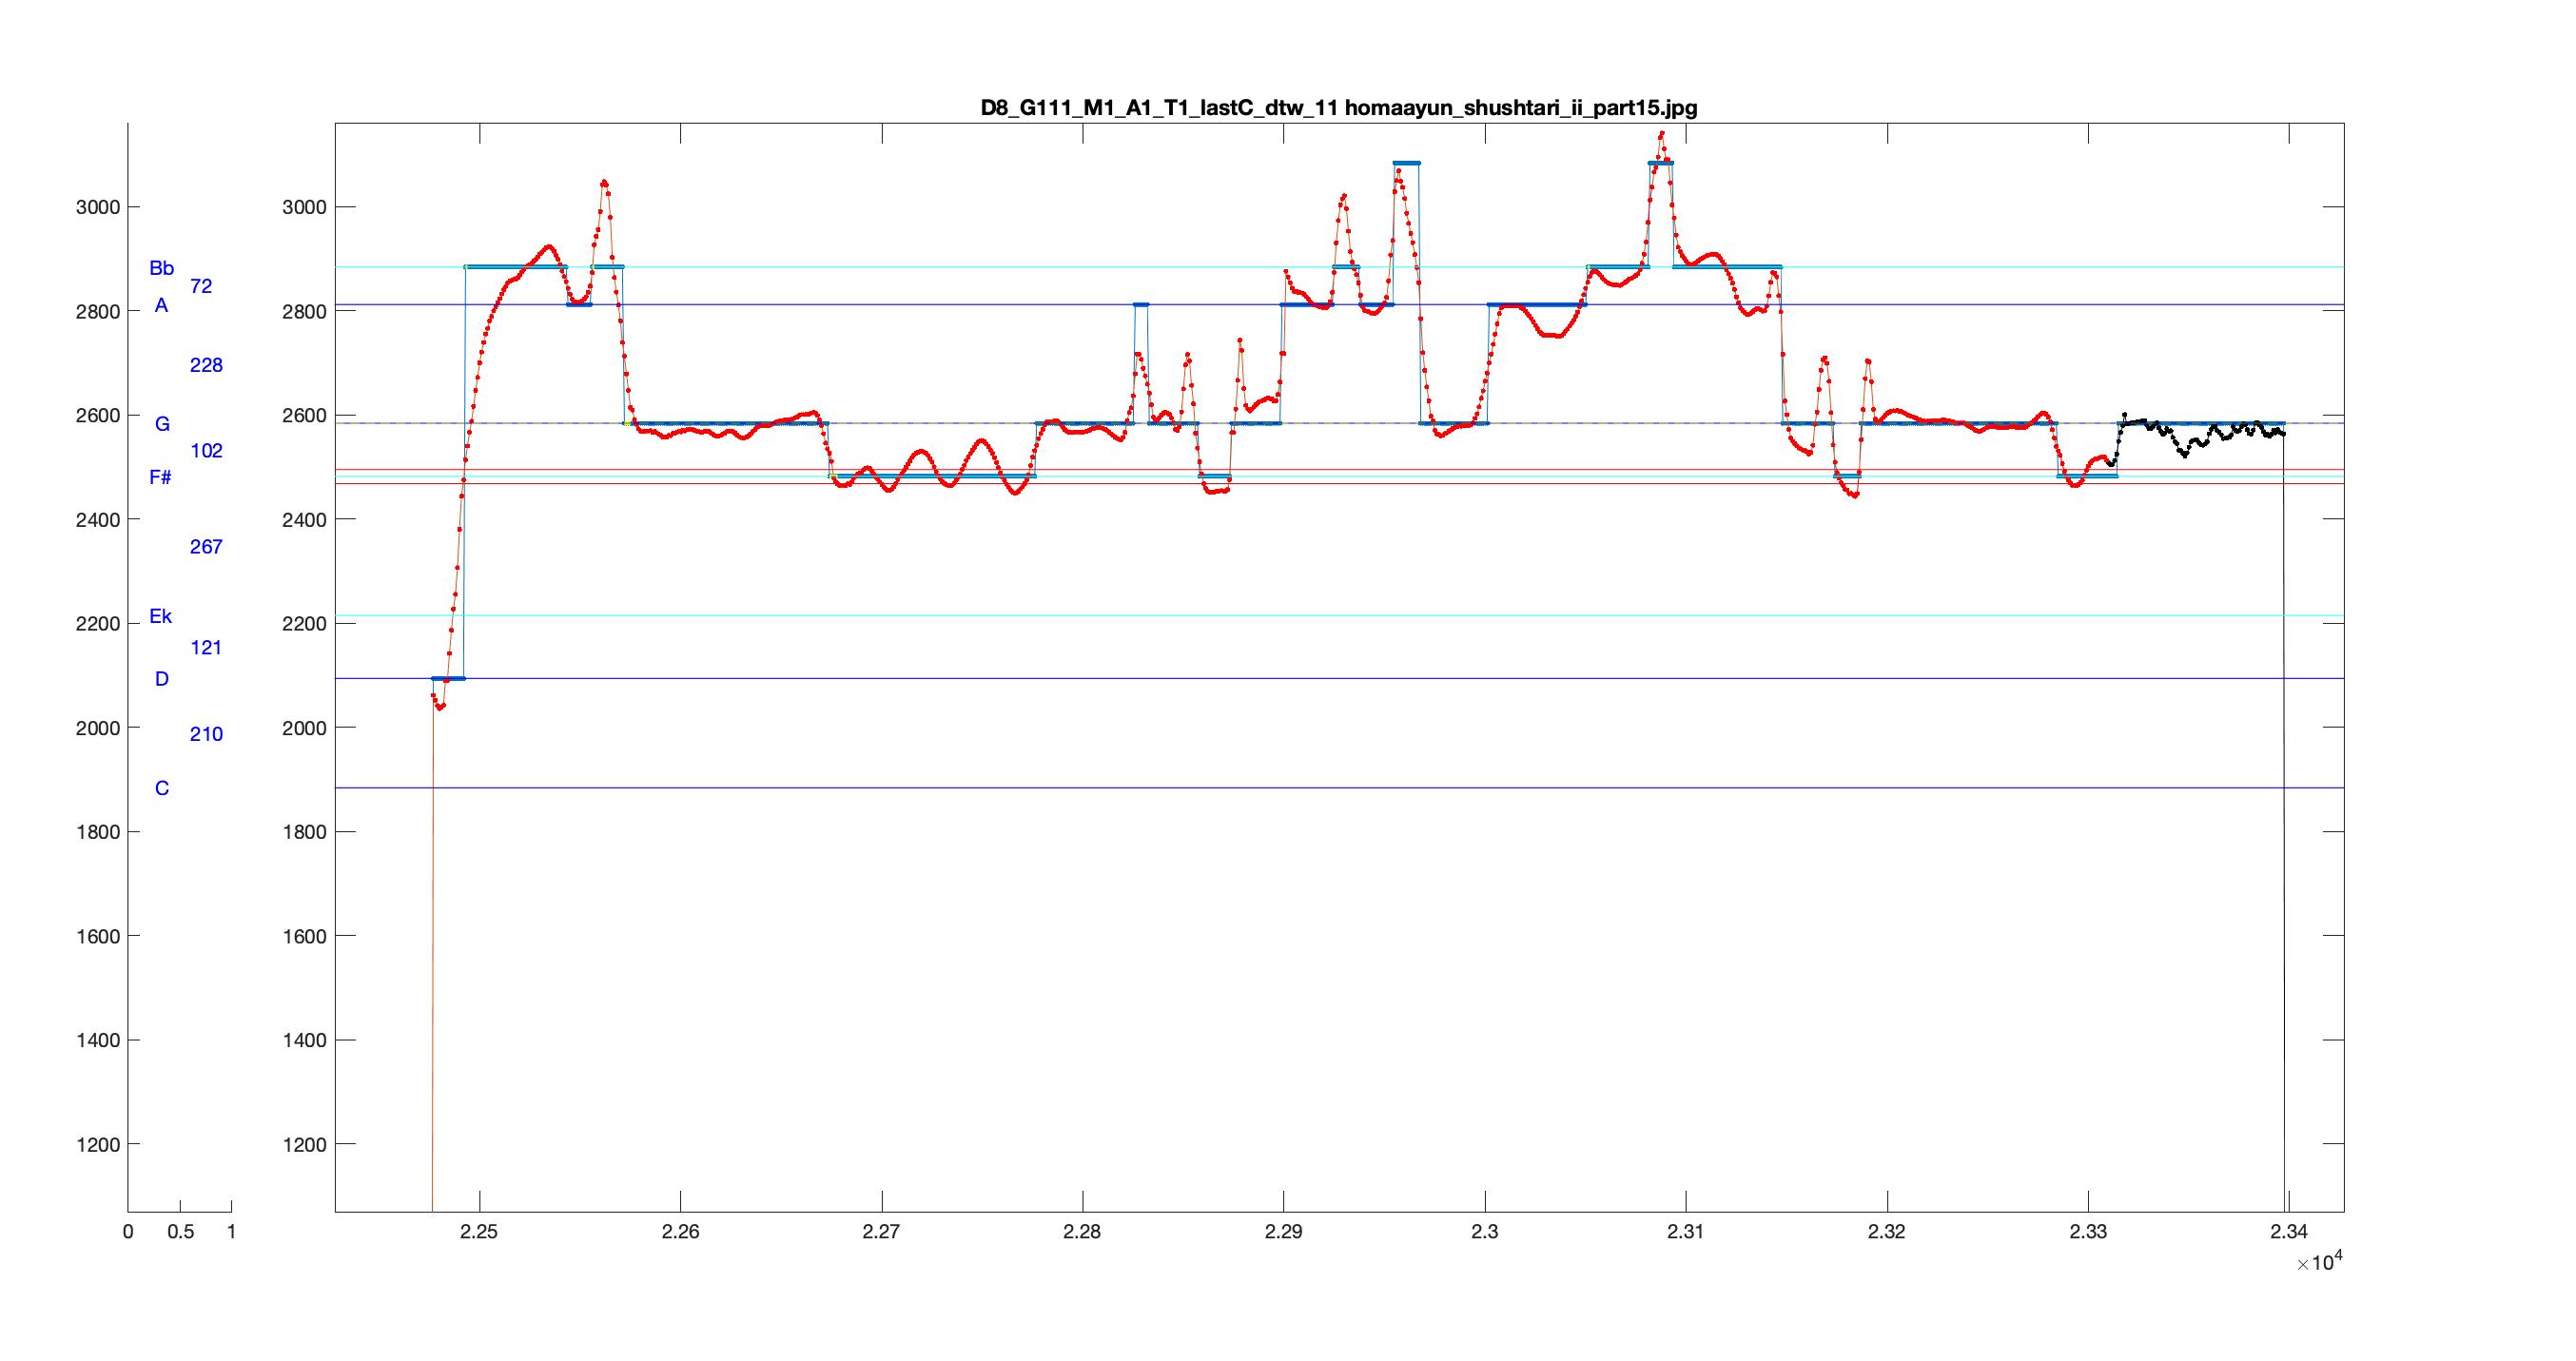 D8_G111_M1_A1_T1_lastC_dtw_11 homaayun_shushtari_ii_part15.jpg
3000 3000
Bb
72
A
2800 2800
228
2600 2600
G
102
F#
2400 2400
267
Ek
2200 2200
121
D
2000 2000
210
C
1800 1800
1600 1600
1400 1400
1200 1200
0 0.5 1 2.25 2.26 2.27 2.28 2.29 2.3 2.31 2.32 2.33 2.34
×10⁴